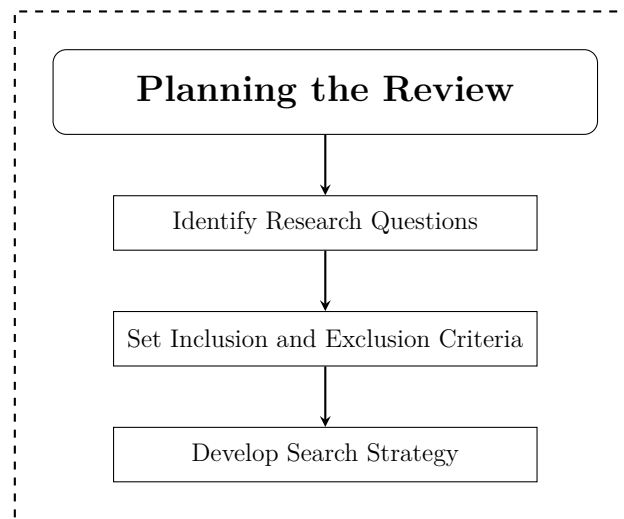 Planning the Review
Identify Research Questions
Set Inclusion and Exclusion Criteria
Develop Search Strategy